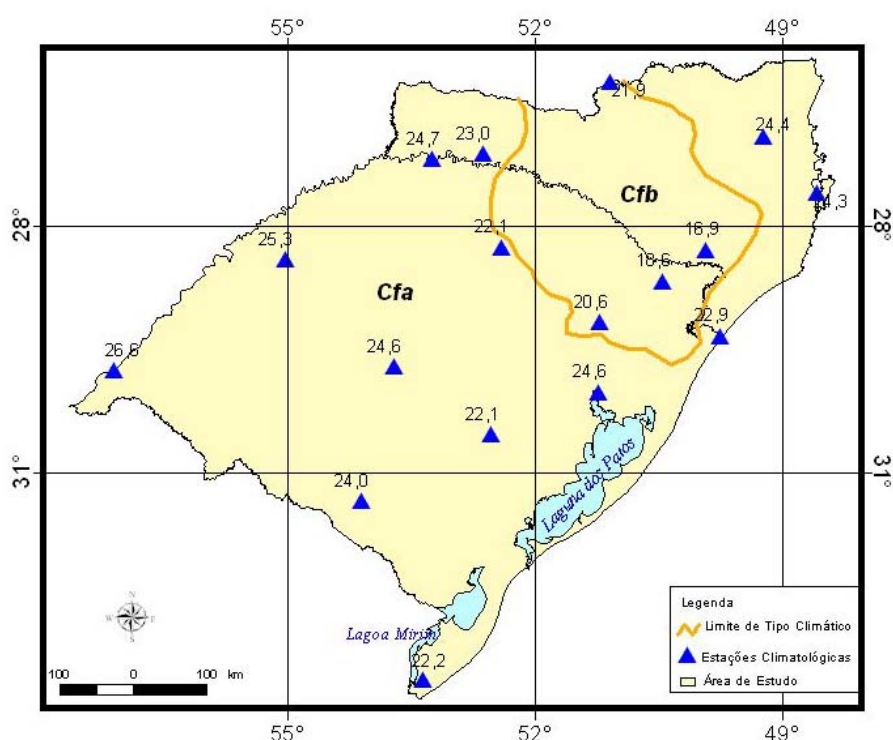 55°
52°
49°
21,9
24,4
24,7
23,0
Cfb
28°
28°
22,1
16,9
25,3
18,6
Cfa
20,6
22,9
26,6
24,6
24,6
22,1
31°
31°
24,0
Laguna dos Patos
N
W
E
S
Lagoa Mirim
22,2
100
0
100 km
Legenda
Limite de Tipo Climático
Estações Climatológicas
Área de Estudo
55°
52°
49°